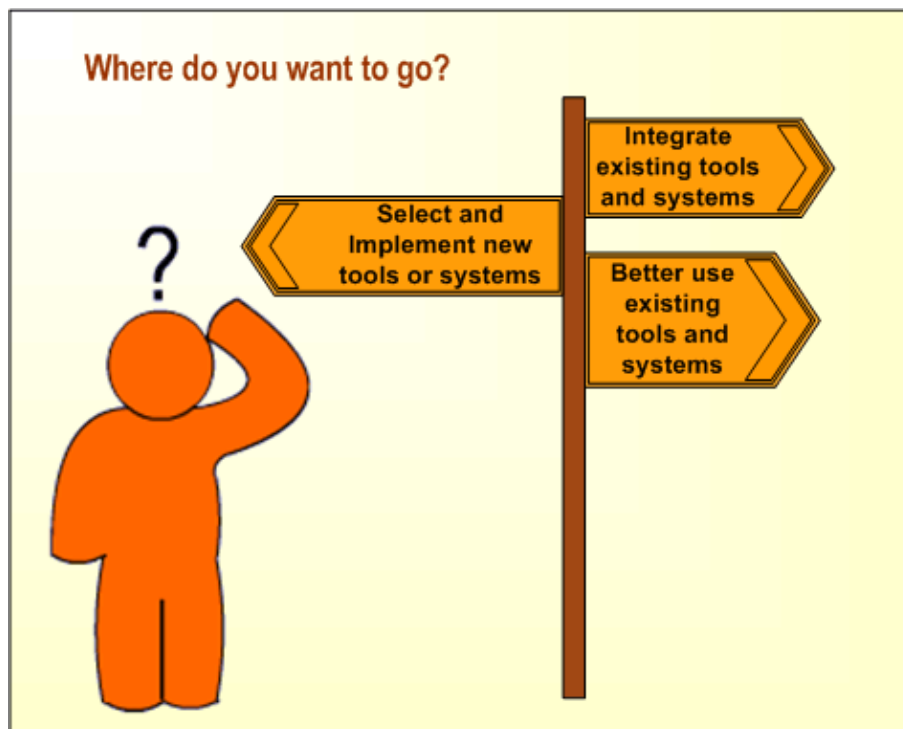 Where do you want to go?
Integrate
existing tools
and systems
Select and
Implement new
tools or systems
Better use
existing
tools and
systems
?